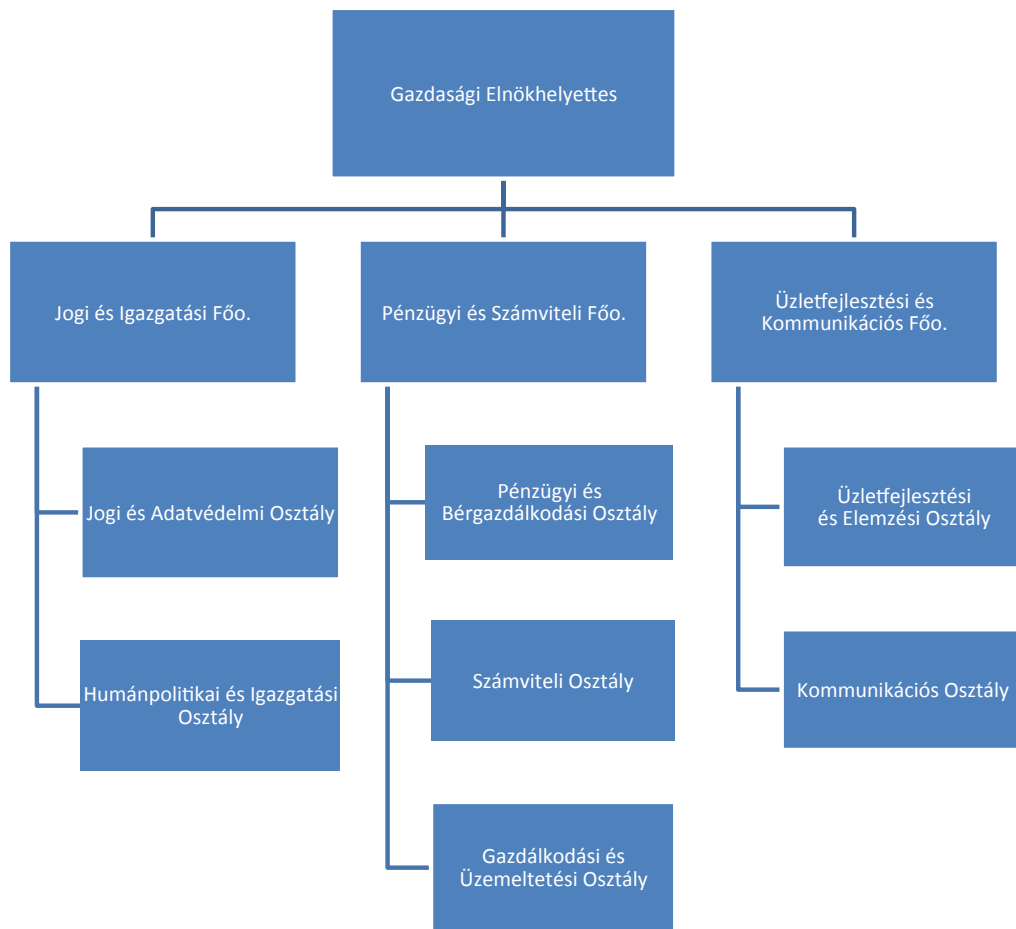 Gazdasági Elnökhelyettes
Jogi és Igazgatási Főo.
Jogi és Adatvédelmi Osztály
Humánpolitikai és Igazgatási
Osztály
Pénzügyi és Számviteli Főo.
Pénzügyi és
Bérgazdálkodási Osztály
Számviteli Osztály
Gazdálkodási és
Üzemeltetési Osztály
Üzletfejlesztési és
Kommunikációs Főo.
Üzletfejlesztési
és Elemzési Osztály
Kommunikációs Osztály